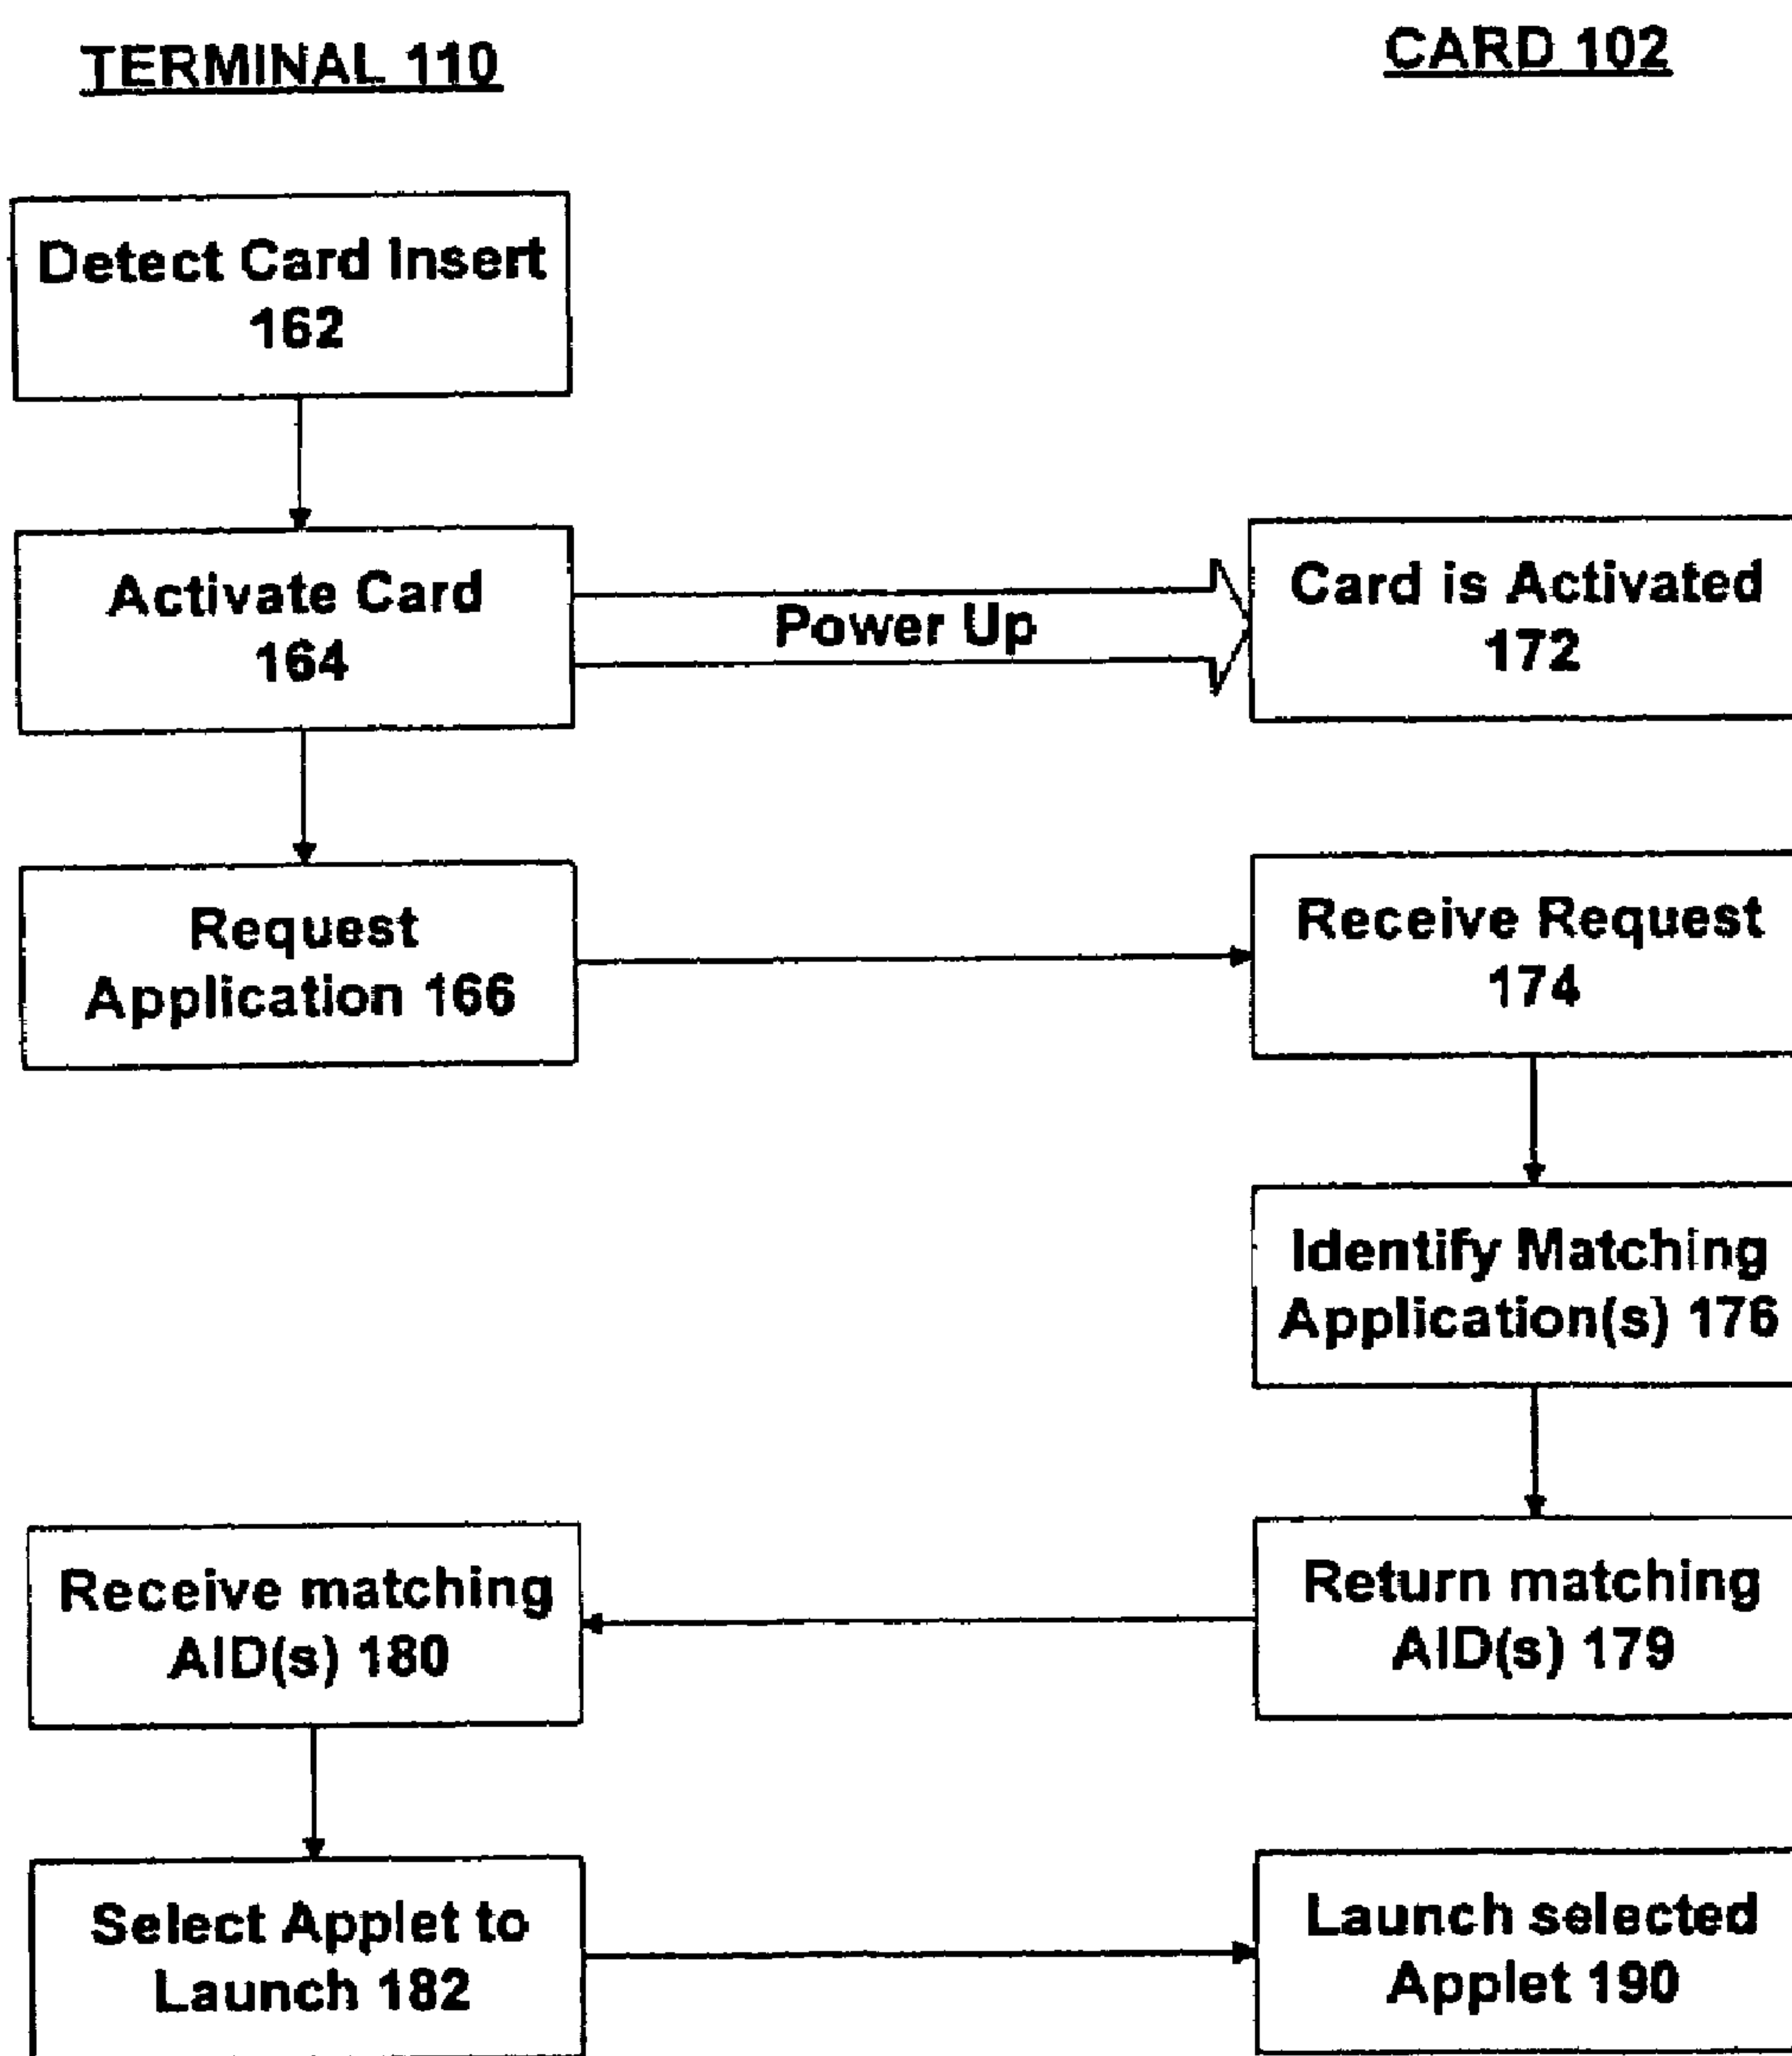 TERMINAL 110
CARD 102
Detect Card Insert
162
Activate Card
164
Power Up
Card is Activated
172
Request
Application 166
Receive Request
174
Identify Matching
Application(s) 176
Receive matching
AID(s) 180
Return matching
AID(s) 179
Select Applet to
Launch 182
Launch selected
Applet 190